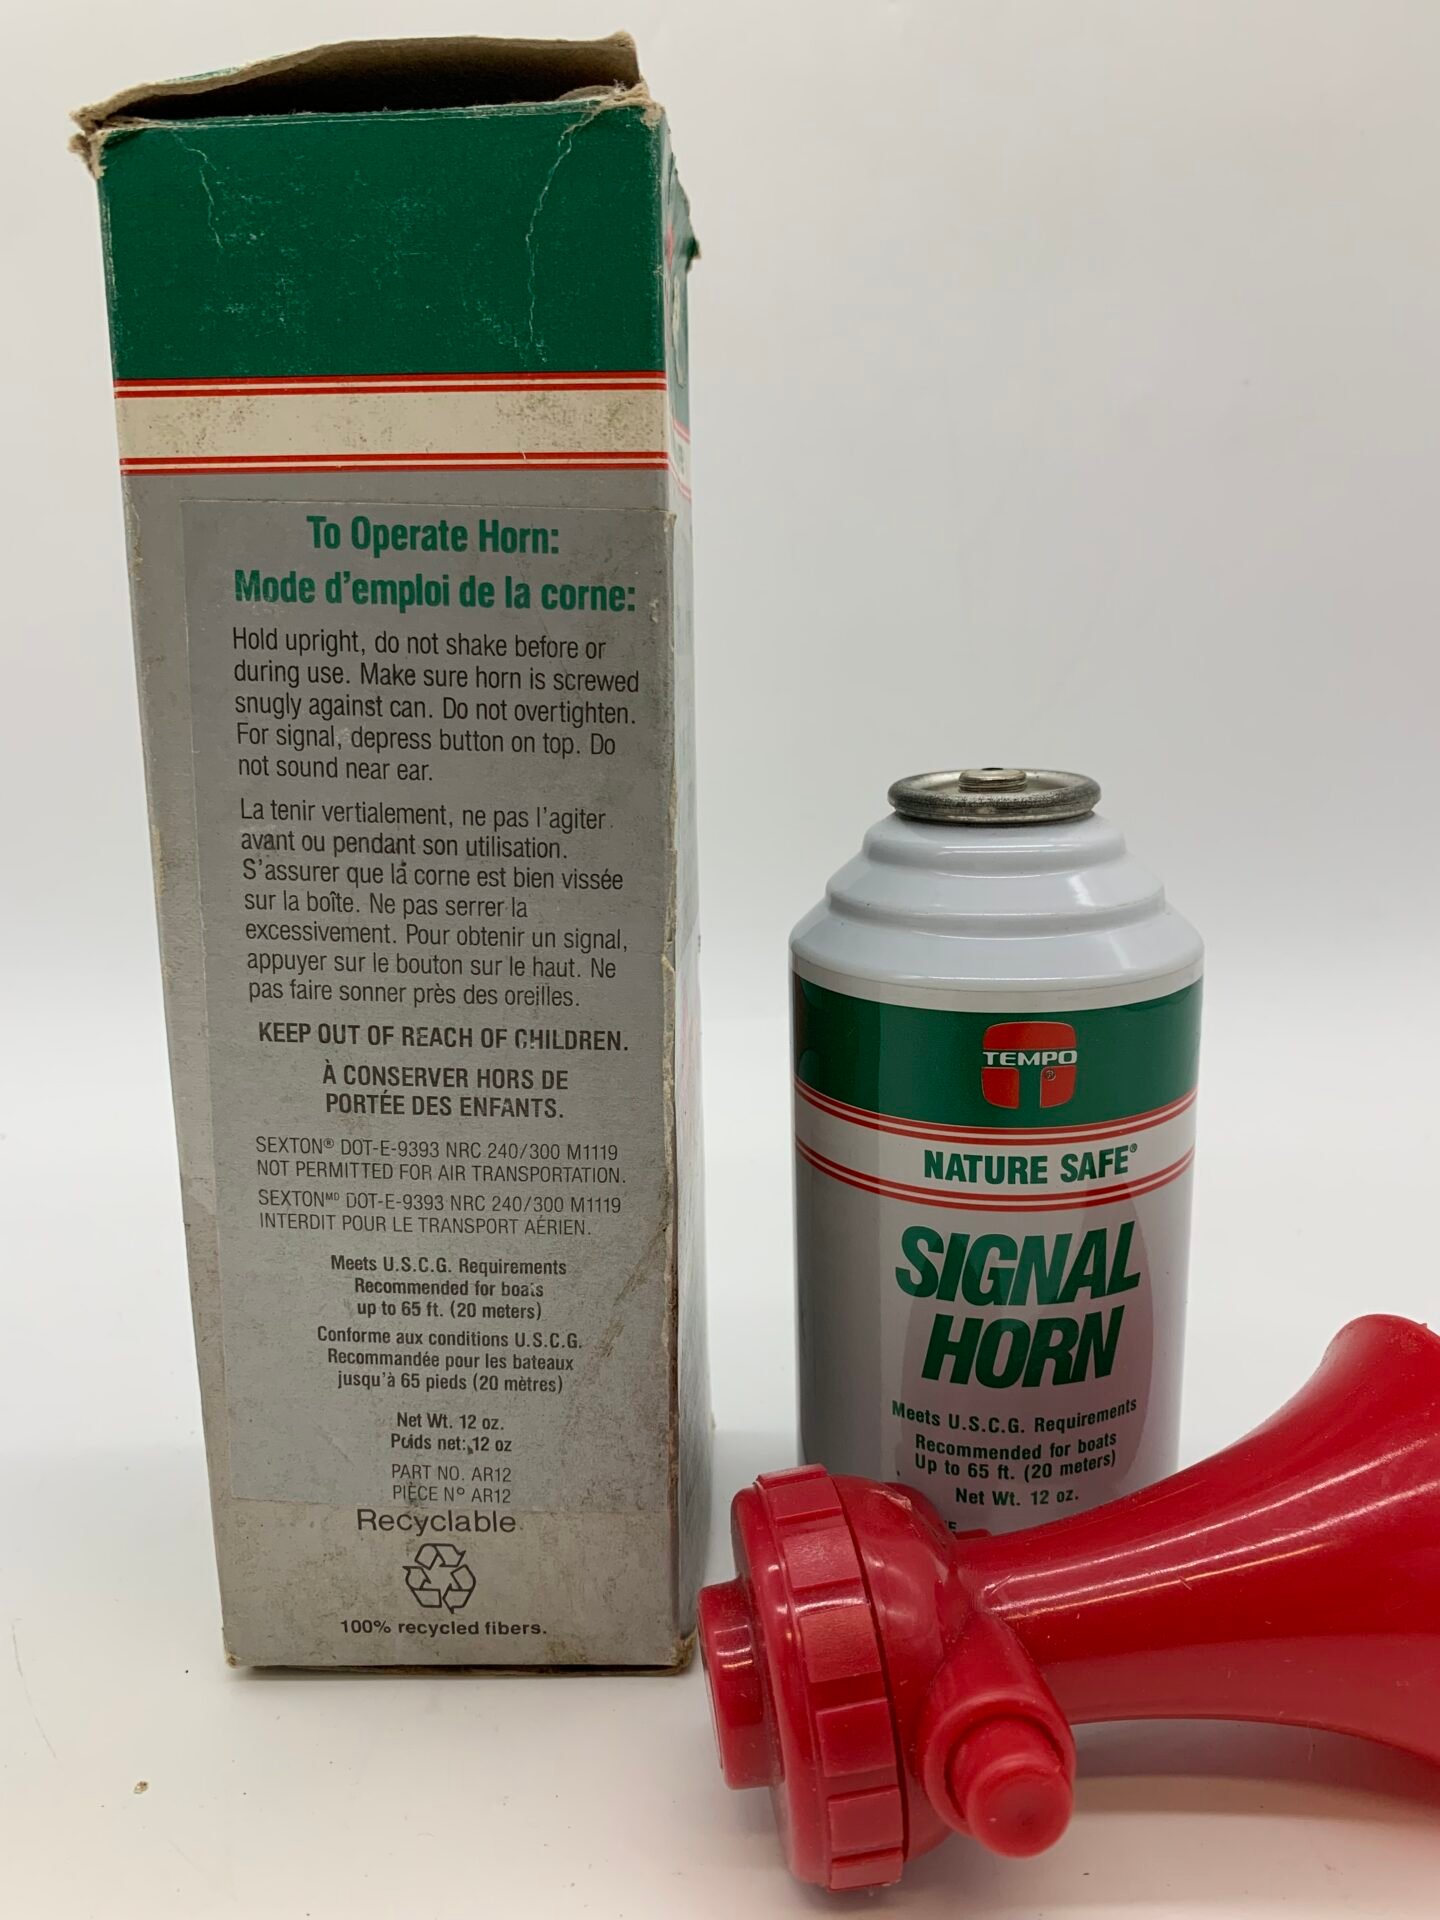 To Operate Horn:
Mode d'emploi de la corne:
Hold upright, do not shake before or
during use. Make sure horn is screwed
snugly against can. Do not overtighten.
For signal, depress button on top. Do
not sound near ear.
La tenir vertialement, ne pas l'agiter
avant ou pendant son utilisation.
S'assurer que la corne est bien vissée
sur la boîte. Ne pas serrer la
excessivement. Pour obtenir un signal,
appuyer sur le bouton sur le haut. Ne
pas faire sonner près des oreilles.
KEEP OUT OF REACH OF CHILDREN.
À CONSERVER HORS DE
PORTÉE DES ENFANTS.
SEXTON® DOT-E-9393 NRC 240/300 M1119
NOT PERMITTED FOR AIR TRANSPORTATION.
SEXTONMD DOT-E-9393 NRC 240/300 M1119
INTERDIT POUR LE TRANSPORT AÉRIEN.
Meets U.S.C.G. Requirements
Recommended for boats
up to 65 ft. (20 meters)
Conforme aux conditions U.S.C.G.
Recommandée pour les bateaux
jusqu'à 65 pieds (20 mètres)
Net Wt. 12 oz.
Poids net: 12 oz
PART NO. AR12
PIÈCE Nº AR12
Recyclable
100% recycled fibers.
TEMPO
®
NATURE SAFE®
SIGNAL
HORN
Meets U.S.C.G. Requirements
Recommended for boats
Up to 65 ft. (20 meters)
Net Wt. 12 oz.